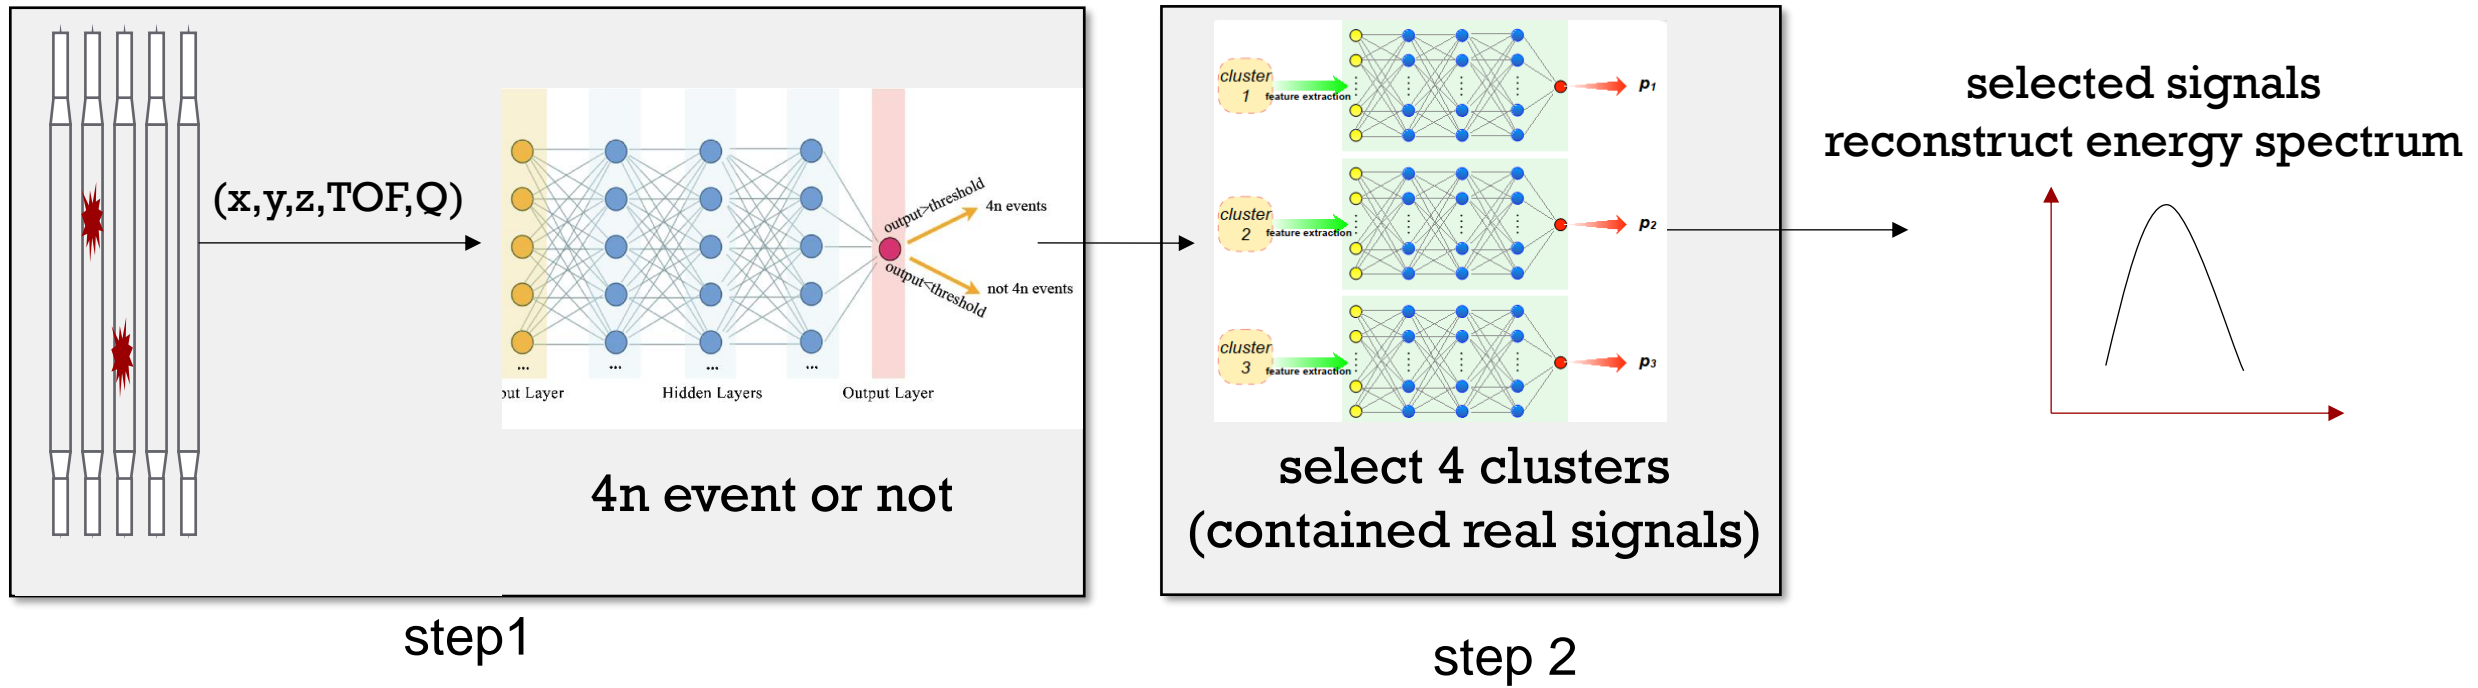 (x,y,z,TOF,Q)
output>threshold
4n events
output<threshold
not 4n events
... ... ... ...
put Layer
Hidden Layers
Output Layer
4n event or not
step1
cluster
1
feature extraction
p1
cluster
2
feature extraction
p2
cluster
3
feature extraction
p3
select 4 clusters
(contained real signals)
step 2
selected signals
reconstruct energy spectrum